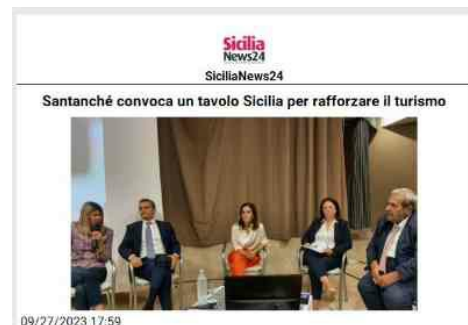 Sicilia
News24
SiciliaNews24
Santanché convoca un tavolo Sicilia per rafforzare il turismo
09/27/2023 17:59